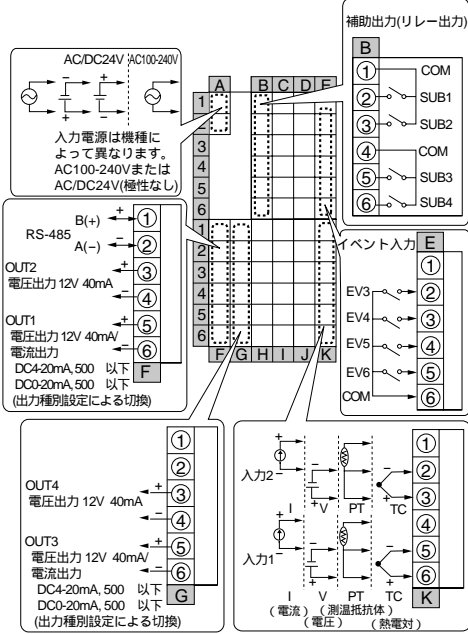 補助出力(リレー出力)
B
① COM
② SUB1
③ SUB2
④ COM
⑤ SUB3
⑥ SUB4
AC/DC24V AC100-240V
− +
+ −
入力電源は機種に
よって異なります。
AC100-240Vまたは
AC/DC24V(極性なし)
A B C D E
1
2
3
4
5
6
1
2
3
4
5
6
F G H I J K
B(+) + ①
RS-485
A(−) − ②
OUT2 + ③
電圧出力 12V 40mA
− ④
OUT1 + ⑤
電圧出力 12V 40mA/
電流出力 − ⑥
DC4-20mA, 500 以下
DC0-20mA, 500 以下
F
(出力種別設定による切換)
イベント入力 E
①
EV3 ②
EV4 ③
EV5 ④
EV6 ⑤
COM ⑥
①
②
OUT4 + ③
電圧出力 12V 40mA
− ④
OUT3 + ⑤
電圧出力 12V 40mA/
電流出力 − ⑥
DC4-20mA, 500 以下
DC0-20mA, 500 以下
G
(出力種別設定による切換)
①
②
③
④
⑤
⑥
K
入力2
+ − − +
I +V PT TC
入力1
+ − − +
I V PT TC
(電流) (測温抵抗体)
(電圧) (熱電対)